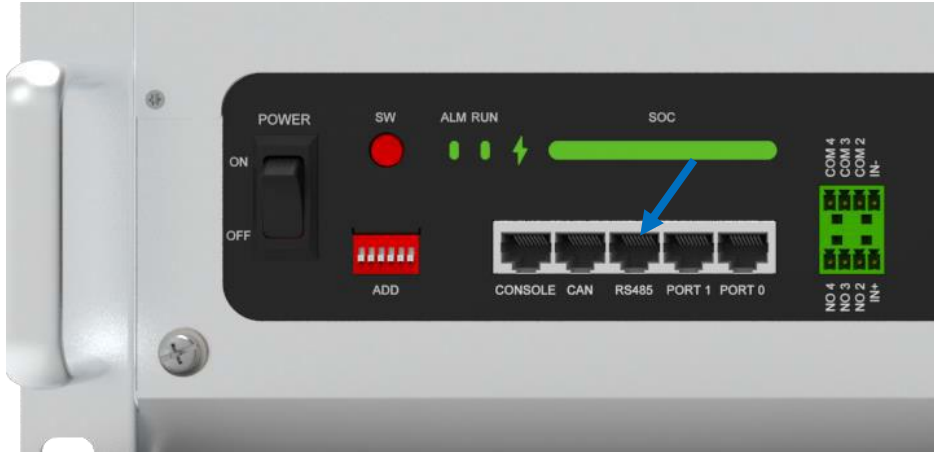 POWER
SW
ALM RUN
SOC
ON
OFF
ADD
CONSOLE CAN RS485 PORT 1 PORT 0
COM 4
COM 3
COM 2
IN-
NO 4
NO 3
NO 2
IN+